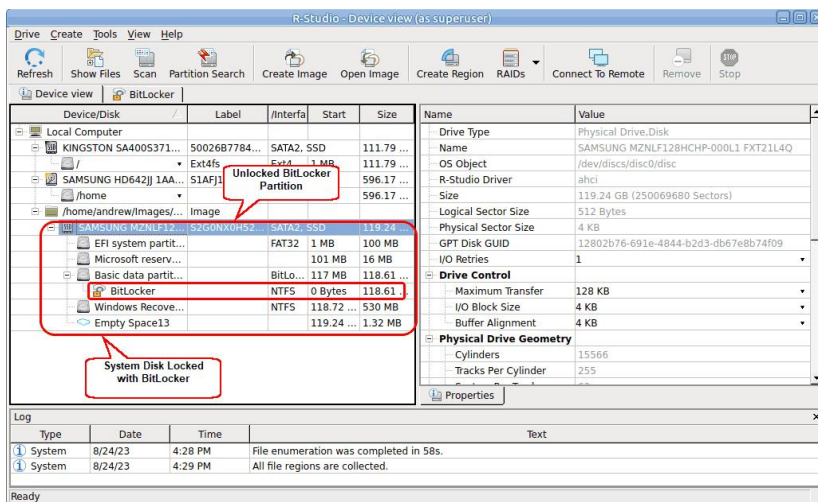 R-Studio - Device view (as superuser)
Drive Create Tools View Help
Refresh Show Files Scan Partition Search Create Image Open Image Create Region RAIDs Connect To Remote Remove Stop
Device view BitLocker
Device/Disk Label /Interfa Start Size
Local Computer
KINGSTON SA400S371... 50026B7784... SATA2, SSD 111.79 ...
/ Ext4fs Ext4 1 MB 111.79 ...
SAMSUNG HD642JJ 1AA... S1AFJ1 596.17 ...
/home 596.17 ...
/home/andrew/Images/... Image
SAMSUNG MZNLF12... S2G0NX0H52... SATA2, SSD 119.24 ...
EFI system partit... FAT32 1 MB 100 MB
Microsoft reserv... 101 MB 16 MB
Basic data partit... BitLo... 117 MB 118.61 ...
BitLocker NTFS 0 Bytes 118.61 ...
Windows Recove... NTFS 118.72 ... 530 MB
Empty Space13 119.24 ... 1.32 MB
Unlocked BitLocker
Partition
System Disk Locked
with BitLocker
Name Value
Drive Type Physical Drive,Disk
Name SAMSUNG MZNLF128HCHP-000L1 FXT21L4Q
OS Object /dev/discs/disc0/disc
R-Studio Driver ahci
Size 119.24 GB (250069680 Sectors)
Logical Sector Size 512 Bytes
Physical Sector Size 4 KB
GPT Disk GUID 12802b76-691e-4844-b2d3-db67e8b74f09
I/O Retries 1
Drive Control
Maximum Transfer 128 KB
I/O Block Size 4 KB
Buffer Alignment 4 KB
Physical Drive Geometry
Cylinders 15566
Tracks Per Cylinder 255
Properties
Log
Type Date Time Text
System 8/24/23 4:28 PM File enumeration was completed in 58s.
System 8/24/23 4:29 PM All file regions are collected.
Ready